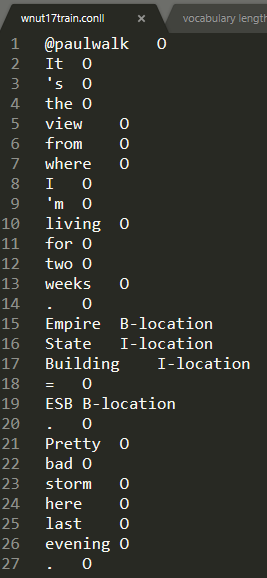 wnut17train.conll × vocabulary length
1 @paulwalk O
2 It O
3 's O
4 the O
5 view O
6 from O
7 where O
8 I O
9 'm O
10 living O
11 for O
12 two O
13 weeks O
14 . O
15 Empire B-location
16 State I-location
17 Building I-location
18 = O
19 ESB B-location
20 . O
21 Pretty O
22 bad O
23 storm O
24 here O
25 last O
26 evening O
27 . O